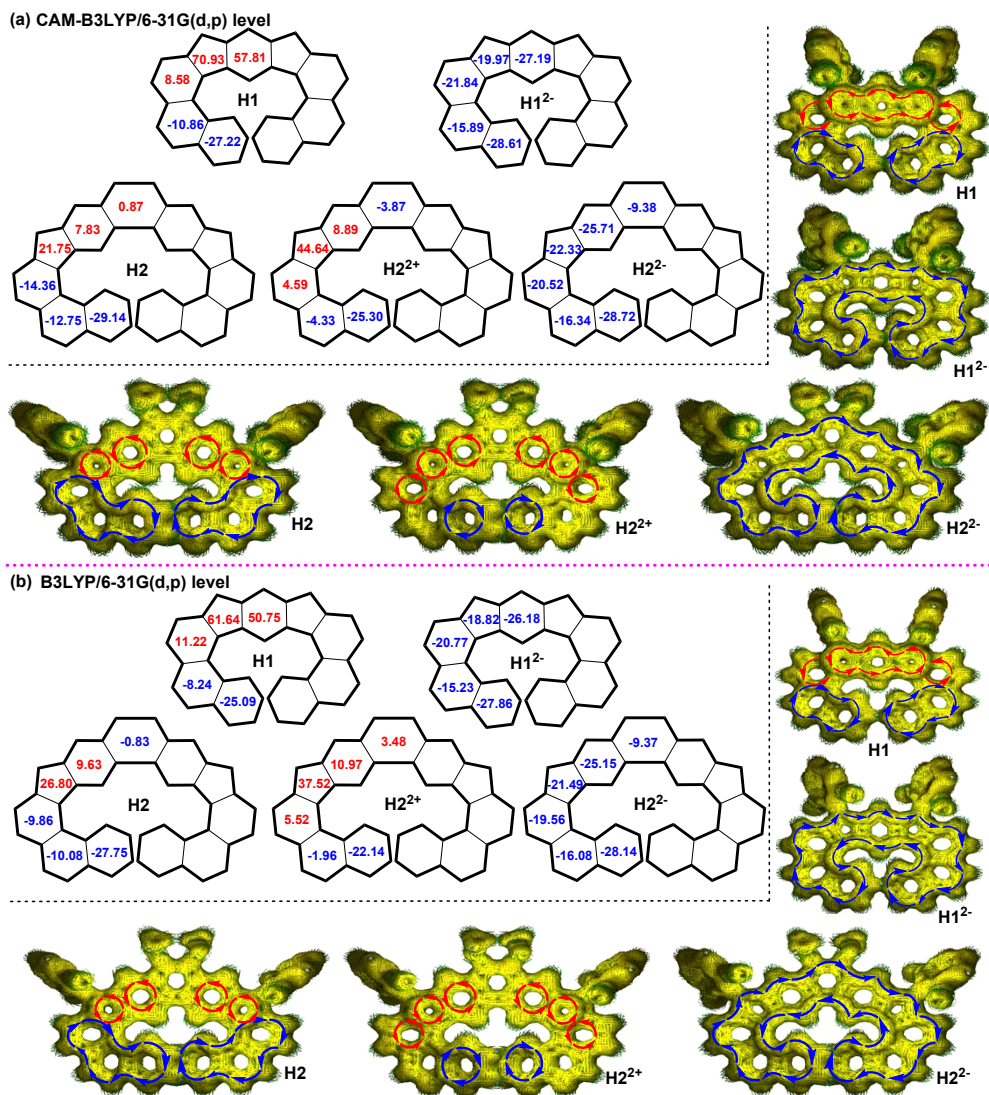 (a) CAM-B3LYP/6-31G(d,p) level
70.93 57.81
8.58
H1
-10.86
-27.22
-19.97 -27.19
-21.84
H1²⁻
-15.89
-28.61
H1
H1²⁻
0.87
7.83
21.75
H2
-14.36
-12.75 -29.14
-3.87
8.89
44.64
H2²⁺
4.59
-4.33 -25.30
-9.38
-25.71
-22.33
H2²⁻
-20.52
-16.34 -28.72
H2
H2²⁺
H2²⁻
(b) B3LYP/6-31G(d,p) level
61.64 50.75
11.22
H1
-8.24
-25.09
-18.82 -26.18
-20.77
H1²⁻
-15.23
-27.86
H1
H1²⁻
-0.83
9.63
26.80
H2
-9.86
-10.08 -27.75
3.48
10.97
37.52
H2²⁺
5.52
-1.96 -22.14
-9.37
-25.15
-21.49
H2²⁻
-19.56
-16.08 -28.14
H2
H2²⁺
H2²⁻